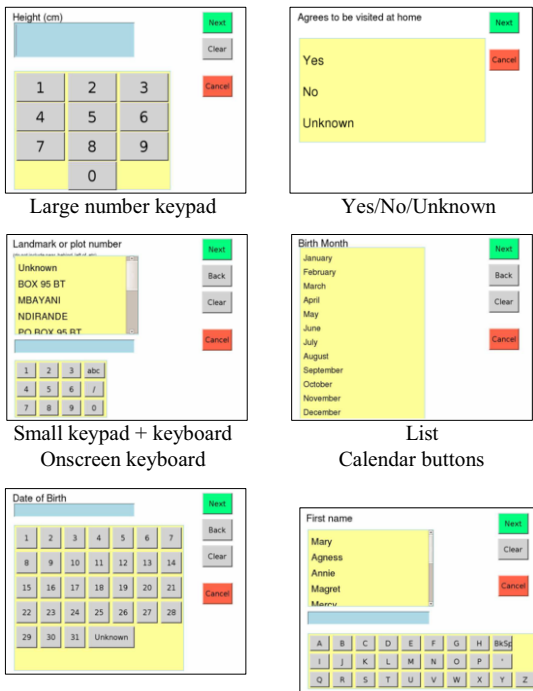 Height (cm)
Next
Clear
Cancel
1 2 3
4 5 6
7 8 9
0
Large number keypad
Agrees to be visited at home
Next
Cancel
Yes
No
Unknown
Yes/No/Unknown
Landmark or plot number
Unknown
BOX 95 BT
MBAYANI
NDIRANDE
PO BOX 95 BT
Next
Back
Clear
Cancel
1 2 3 abc
4 5 6 /
7 8 9 0
Small keypad + keyboard
Onscreen keyboard
Birth Month
January
February
March
April
May
June
July
August
September
October
November
December
Next
Back
Clear
Cancel
List
Calendar buttons
Date of Birth
Next
Back
Clear
Cancel
1 2 3 4 5 6 7
8 9 10 11 12 13 14
15 16 17 18 19 20 21
22 23 24 25 26 27 28
29 30 31 Unknown
First name
Mary
Agness
Annie
Magret
Mercy
Next
Clear
Cancel
A B C D E F G H BkSp
I J K L M N O P '
Q R S T U V W X Y Z